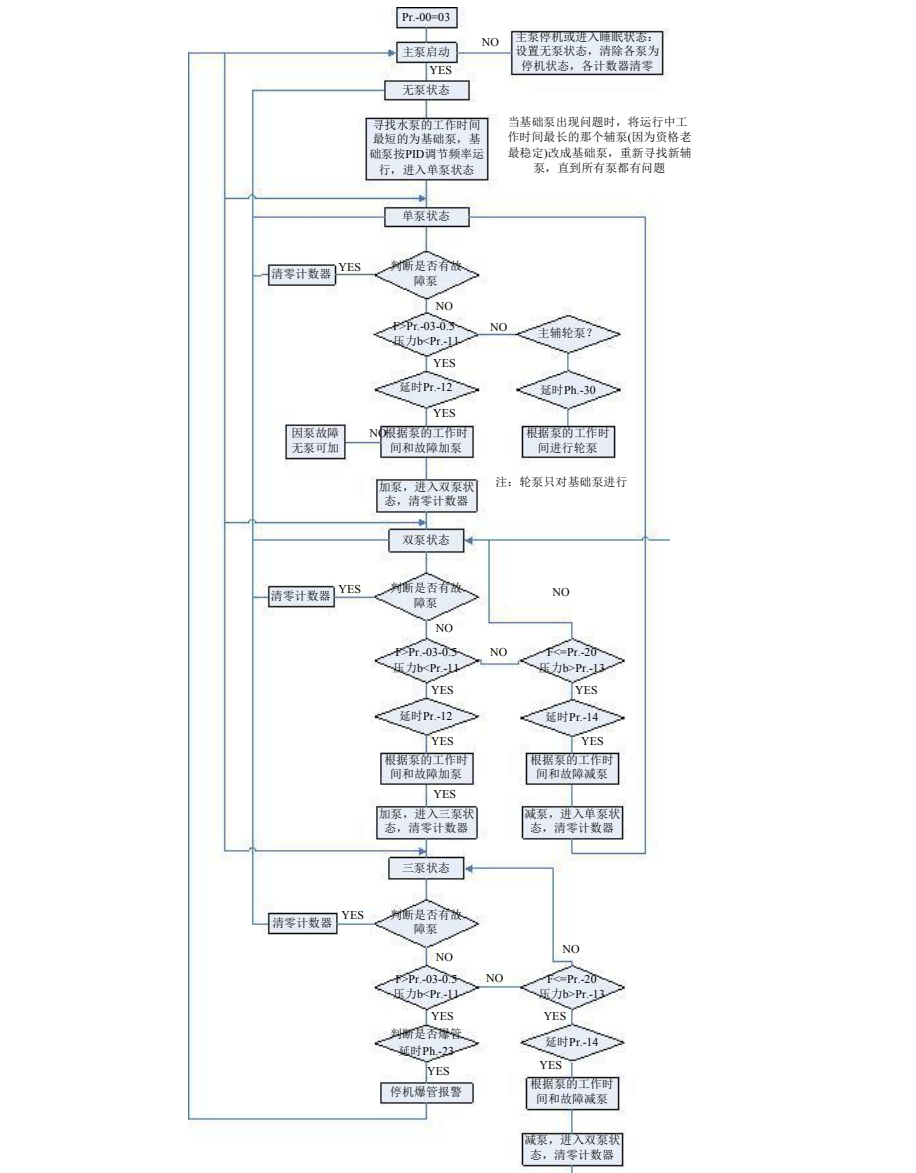 Pr.-00=03
主泵启动
NO
主泵停机或进入睡眠状态:
设置无泵状态，清除各泵为
停机状态，各计数器清零
YES
无泵状态
寻找水泵的工作时间
最短的为基础泵，基
础泵按PID调节频率运
行，进入单泵状态
当基础泵出现问题时，将运行中工
作时间最长的那个辅泵(因为资格老
最稳定)改成基础泵，重新寻找新辅
泵，直到所有泵都有问题
单泵状态
判断是否有故
障泵
YES
清零计数器
NO
F>Pr.-03-0.5
压力b<Pr.-11
NO
主辅轮泵?
YES
延时Pr.-12
延时Ph.-30
YES
根据泵的工作时
间和故障加泵
NO
因泵故障
无泵可加
根据泵的工作时
间进行轮泵
加泵，进入双泵状
态，清零计数器
注：轮泵只对基础泵进行
双泵状态
判断是否有故
障泵
YES
清零计数器
NO
NO
F>Pr.-03-0.5
压力b<Pr.-11
NO
F<=Pr.-20
压力b>Pr.-13
YES
YES
延时Pr.-12
延时Pr.-14
YES
YES
根据泵的工作时
间和故障加泵
根据泵的工作时
间和故障减泵
YES
加泵，进入三泵状
态，清零计数器
减泵，进入单泵状
态，清零计数器
三泵状态
判断是否有故
障泵
YES
清零计数器
NO
NO
F>Pr.-03-0.5
压力b<Pr.-11
NO
F<=Pr.-20
压力b>Pr.-13
YES
YES
判断是否爆管
延时Ph.-23
延时Pr.-14
YES
YES
停机爆管报警
根据泵的工作时
间和故障减泵
减泵，进入双泵状
态，清零计数器